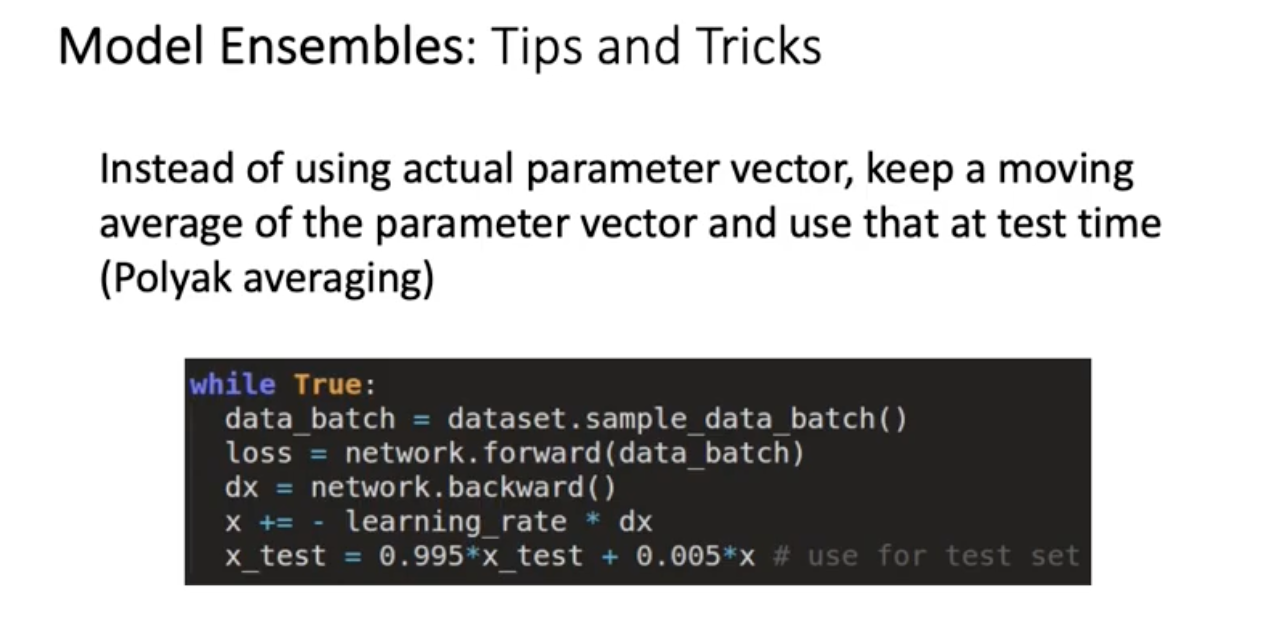 Model Ensembles: Tips and Tricks
Instead of using actual parameter vector, keep a moving
average of the parameter vector and use that at test time
(Polyak averaging)
while True:
  data_batch = dataset.sample_data_batch()
  loss = network.forward(data_batch)
  dx = network.backward()
  x += - learning_rate * dx
  x_test = 0.995*x_test + 0.005*x # use for test set